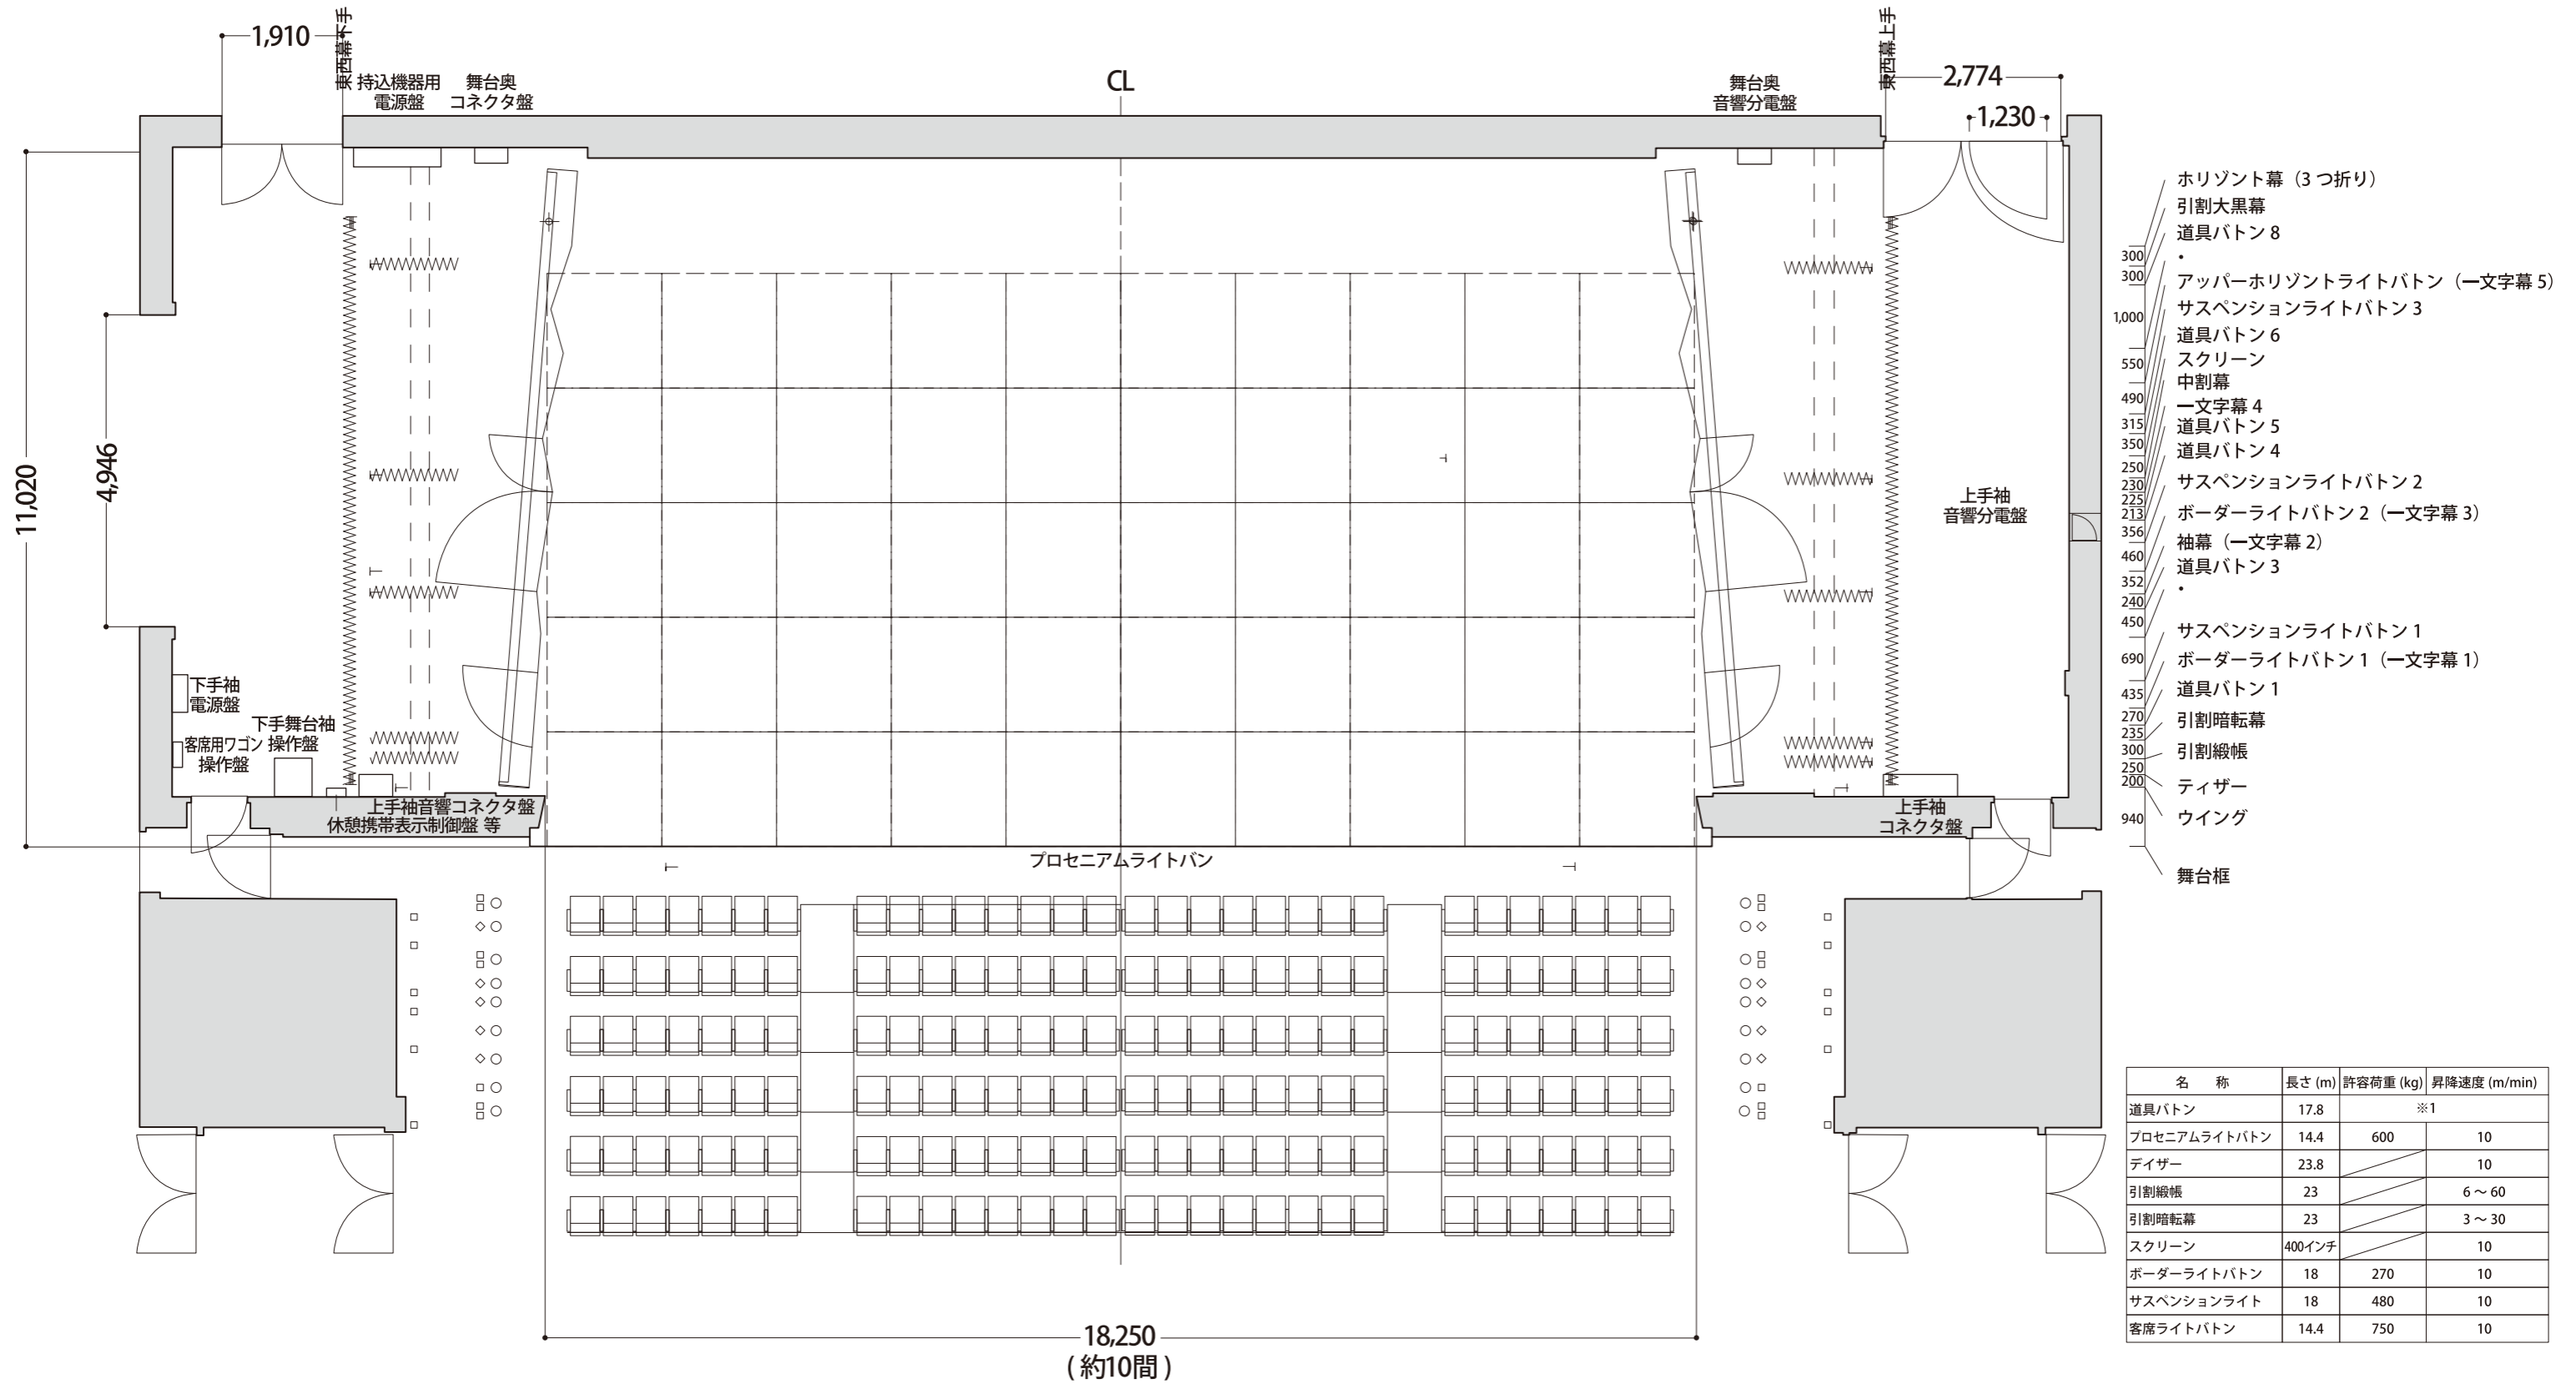 1,910
東西幕下手
持込機器用
電源盤
舞台奥
コネクタ盤
CL
舞台奥
音響分電盤
東西幕上手
2,774
1,230
11,020
4,946
上手袖
音響分電盤
下手袖
電源盤
下手舞台袖
操作盤
客席用ワゴン
操作盤
上手袖音響コネクタ盤
休憩携帯表示制御盤 等
上手袖
コネクタ盤
プロセニアムライトバン
18,250
( 約10間 )
300
300
1,000
550
490
315
350
250
230
225
213
356
460
352
240
450
690
435
270
235
300
250
200
940
ホリゾント幕（3 つ折り）
引割大黒幕
道具バトン 8
・
アッパーホリゾントライトバトン（一文字幕 5）
サスペンションライトバトン 3
道具バトン 6
スクリーン
中割幕
一文字幕 4
道具バトン 5
道具バトン 4
サスペンションライトバトン 2
ボーダーライトバトン 2（一文字幕 3）
袖幕（一文字幕 2）
道具バトン 3
・
サスペンションライトバトン 1
ボーダーライトバトン 1（一文字幕 1）
道具バトン 1
引割暗転幕
引割緞帳
ティザー
ウイング
舞台框
名　称 長さ (m) 許容荷重 (kg) 昇降速度 (m/min)
道具バトン 17.8 ※1
プロセニアムライトバトン 14.4 600 10
デイザー 23.8 10
引割緞帳 23 6～60
引割暗転幕 23 3～30
スクリーン 400インチ 10
ボーダーライトバトン 18 270 10
サスペンションライト 18 480 10
客席ライトバトン 14.4 750 10